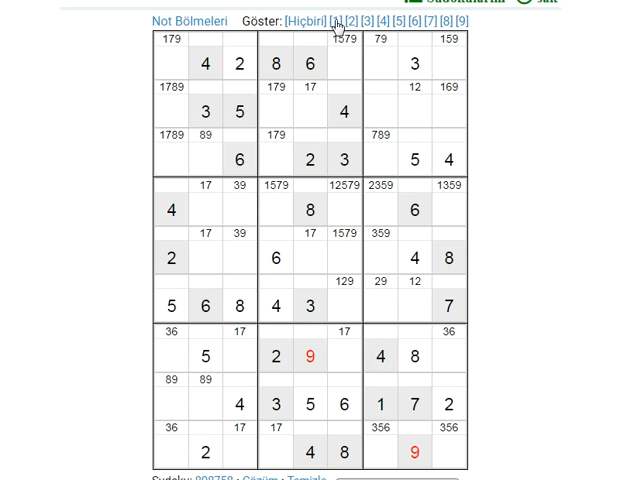 Not Bölmeleri Göster: [Hiçbiri] [1] [2] [3] [4] [5] [6] [7] [8] [9]
179 1579 79 159
4 2 8 6 3
1789 179 17 12 169
3 5 4
1789 89 179 789
6 2 3 5 4
17 39 1579 12579 2359 1359
4 8 6
17 39 17 1579 359
2 6 4 8
129 29 12
5 6 8 4 3 7
36 17 17 36
5 2 9 4 8
89 89
4 3 5 6 1 7 2
36 17 17 356 356
2 4 8 9
Sudoku: • Çözüm • Temizle